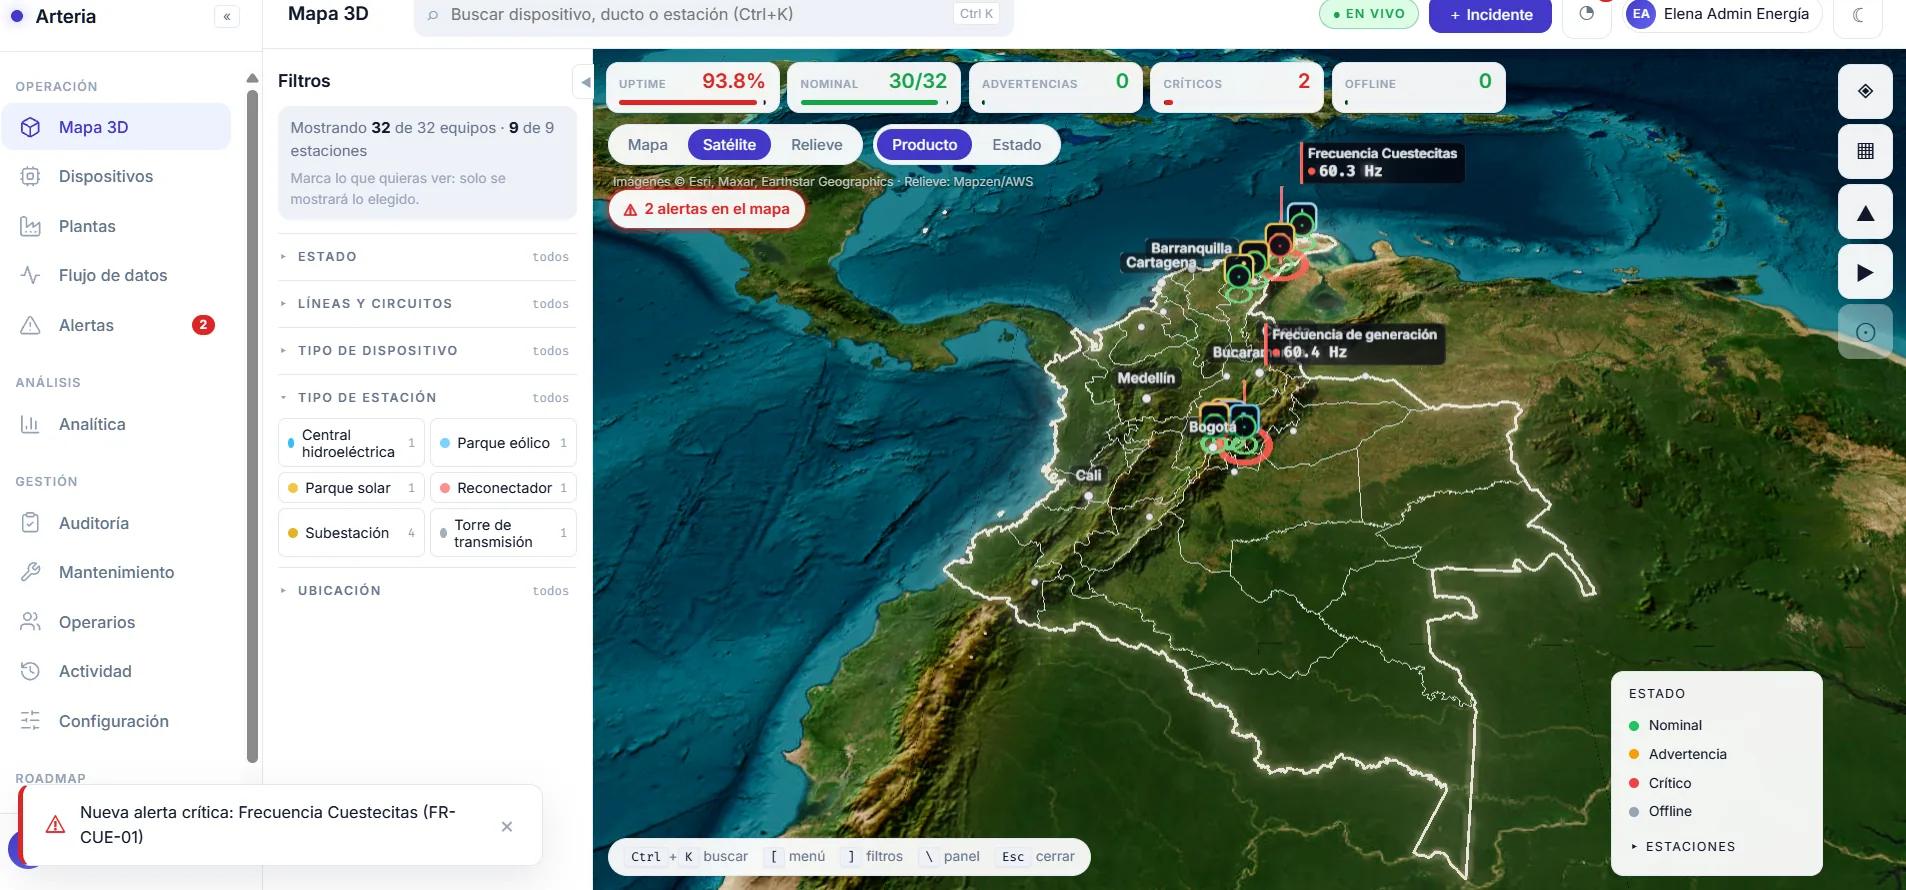 Arteria
«
OPERACIÓN
Mapa 3D
Dispositivos
Plantas
Flujo de datos
Alertas
2
ANÁLISIS
Analítica
GESTIÓN
Auditoría
Mantenimiento
Operarios
Actividad
Configuración
ROADMAP
Nueva alerta crítica: Frecuencia Cuestecitas (FR-
CUE-01)
Mapa 3D
Buscar dispositivo, ducto o estación (Ctrl+K)
Ctrl K
EN VIVO
+ Incidente
EA
Elena Admin Energía
Filtros
Mostrando 32 de 32 equipos · 9 de 9
estaciones
Marca lo que quieras ver: solo se
mostrará lo elegido.
ESTADO todos
LÍNEAS Y CIRCUITOS todos
TIPO DE DISPOSITIVO todos
TIPO DE ESTACIÓN todos
Central
hidroeléctrica 1
Parque eólico 1
Parque solar 1
Reconectador 1
Subestación 4
Torre de
transmisión 1
UBICACIÓN todos
UPTIME 93.8%
NOMINAL 30/32
ADVERTENCIAS 0
CRÍTICOS 2
OFFLINE 0
Mapa Satélite Relieve
Producto Estado
Imágenes © Esri, Maxar, Earthstar Geographics · Relieve: Mapzen/AWS
2 alertas en el mapa
Frecuencia Cuestecitas
60.3 Hz
Barranquilla
Cartagena
Frecuencia de generación
60.4 Hz
Medellín
Bogotá
Cali
ESTADO
Nominal
Advertencia
Crítico
Offline
ESTACIONES
Ctrl + K buscar [ menú ] filtros \ panel Esc cerrar